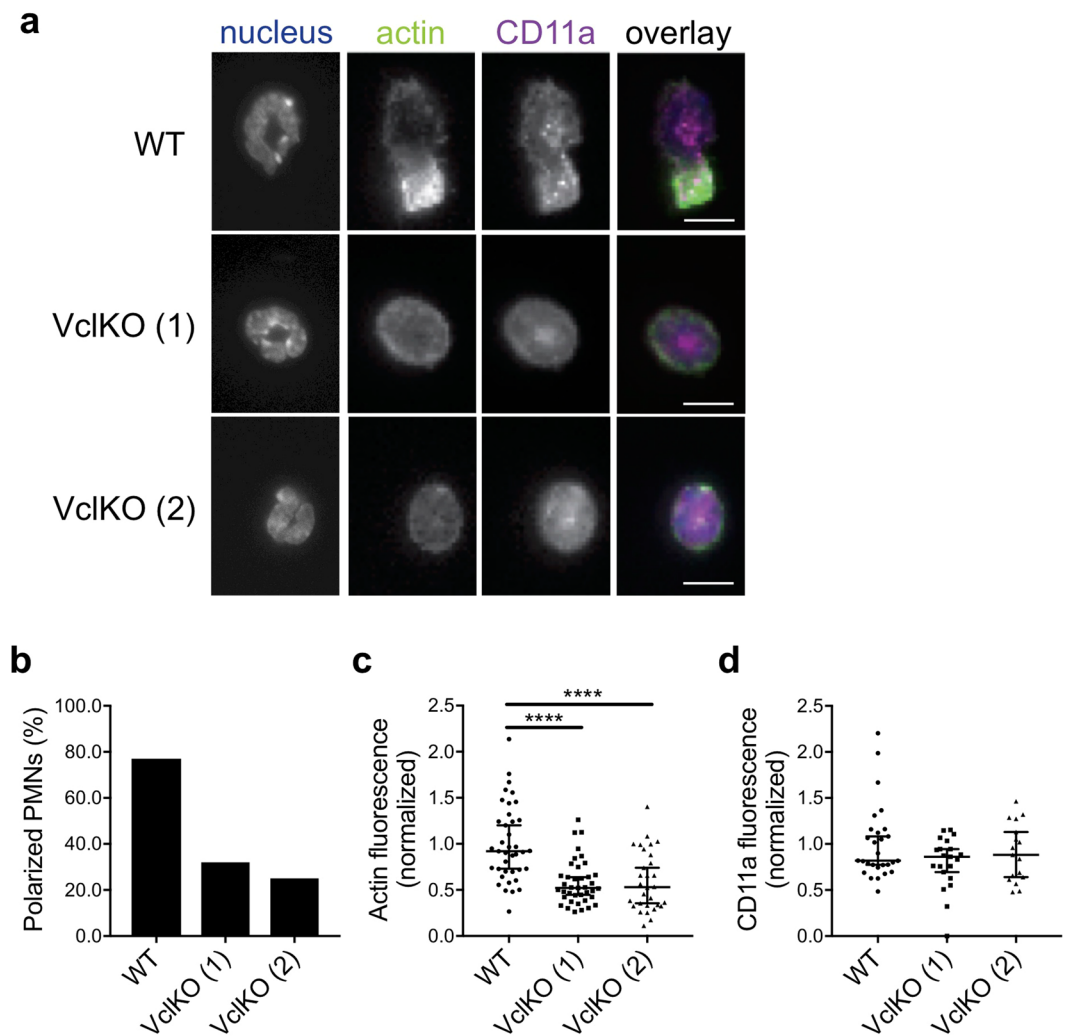 a
nucleus actin CD11a overlay
WT
VclKO (1)
VclKO (2)
b
Polarized PMNs (%)
100.0
80.0
60.0
40.0
20.0
0.0
WT
VclKO (1)
VclKO (2)
c
Actin fluorescence
(normalized)
2.5
2.0
1.5
1.0
0.5
0.0
****
****
WT
VclKO (1)
VclKO (2)
d
CD11a fluorescence
(normalized)
2.5
2.0
1.5
1.0
0.5
0.0
WT
VclKO (1)
VclKO (2)